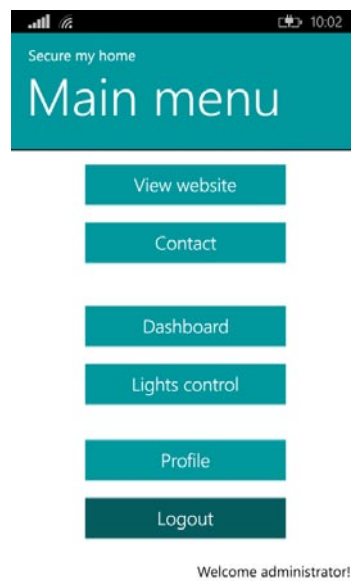 10:02
Secure my home
Main menu
View website
Contact
Dashboard
Lights control
Profile
Logout
Welcome administrator!